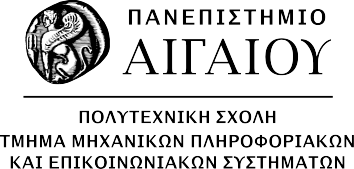 ΠΑΝΕΠΙΣΤΗΜΙΟ
ΑΙΓΑΙΟΥ
ΠΟΛΥΤΕΧΝΙΚΗ ΣΧΟΛΗ
ΤΜΗΜΑ ΜΗΧΑΝΙΚΩΝ ΠΛΗΡΟΦΟΡΙΑΚΩΝ
ΚΑΙ ΕΠΙΚΟΙΝΩΝΙΑΚΩΝ ΣΥΣΤΗΜΑΤΩΝ